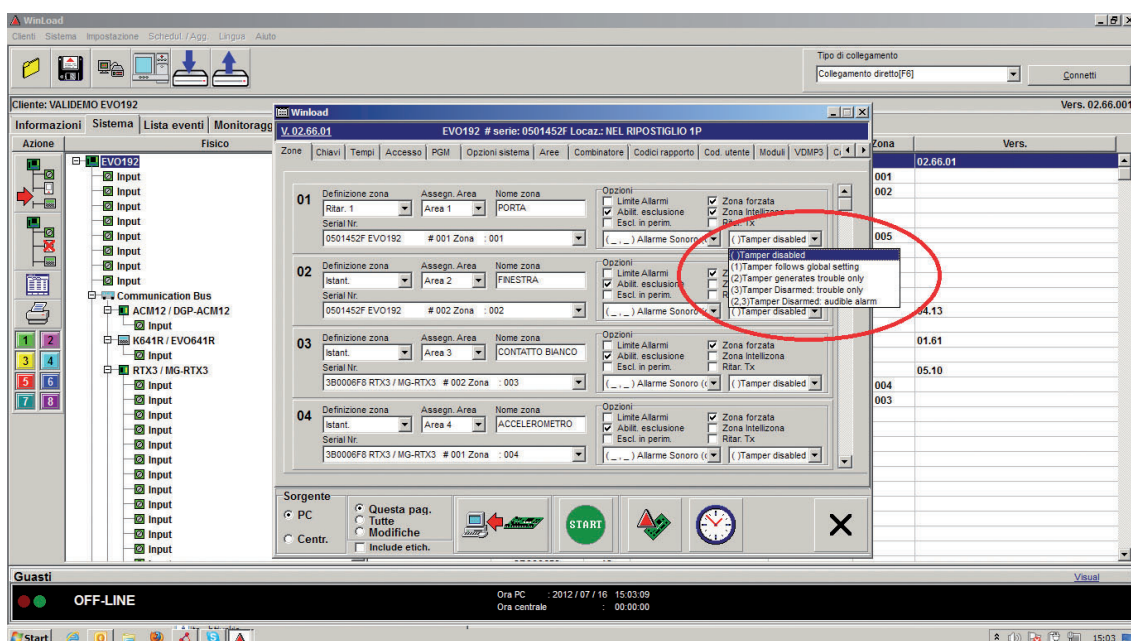 WinLoad
Clienti Sistema Impostazione Schedul /Agg. Lingua Aiuto
Tipo di collegamento
Collegamento diretto[F6]
Connetti
Cliente: VALIDEMO EVO192
Vers. 02.66.001
Informazioni Sistema Lista eventi Monitoragg
Azione Fisico Zona Vers.
EVO192 02.66.01
Input 001
Input 002
Input
Input
Input 005
Input
Input
Input
Communication Bus
ACM12 / DGP-ACM12 04.13
Input
K641R / EVO641R 01.61
Input
RTX3 / MG-RTX3 05.10
Input 004
Input 003
Input
Input
Input
Input
Input
Input
Input
Input
Input
Input
1 2
3 4
5 6
7 8
Winload
V. 02.66.01 EVO192 # serie: 0501452F Locaz.: NEL RIPOSTIGLIO 1P
Zone Chiavi Tempi Accesso PGM Opzioni sistema Aree Combinatore Codici rapporto Cod. utente Moduli VDMP3
01 Definizione zona Assegn. Area Nome zona Opzioni
Ritar. 1 Area 1 PORTA
Limite Allarmi Zona forzata
Abilit. esclusione Zona Intellizona
Escl. in perim. Ritar. Tx
Serial Nr.
0501452F EVO192 # 001 Zona : 001
( _ , _ ) Allarme Sonoro ( ( )Tamper disabled
( )Tamper disabled
(1)Tamper follows global setting
(2)Tamper generates trouble only
(3)Tamper Disarmed: trouble only
(2,3)Tamper Disarmed: audible alarm
02 Definizione zona Assegn. Area Nome zona Opzioni
Istant. Area 2 FINESTRA
Limite Allarmi
Abilit. esclusione
Escl. in perim.
Serial Nr.
0501452F EVO192 # 002 Zona : 002
( _ , _ ) Allarme Sonoro ( )Tamper disabled
03 Definizione zona Assegn. Area Nome zona Opzioni
Istant. Area 3 CONTATTO BIANCO
Limite Allarmi Zona forzata
Abilit. esclusione Zona Intellizona
Escl. in perim. Ritar. Tx
Serial Nr.
3B0006F8 RTX3 / MG-RTX3 # 002 Zona : 003
( _ , _ ) Allarme Sonoro (c ( )Tamper disabled
04 Definizione zona Assegn. Area Nome zona Opzioni
Istant. Area 4 ACCELEROMETRO
Limite Allarmi Zona forzata
Abilit. esclusione Zona Intellizona
Escl. in perim. Ritar. Tx
Serial Nr.
3B0006F8 RTX3 / MG-RTX3 # 001 Zona : 004
( _ , _ ) Allarme Sonoro (c ( )Tamper disabled
Sorgente
PC
Centr.
Questa pag.
Tutte
Modifiche
Include etich.
START
Guasti Visual
OFF-LINE
Ora PC : 2012 / 07 / 16 15:03:09
Ora centrale : 00:00:00
Start 15:03